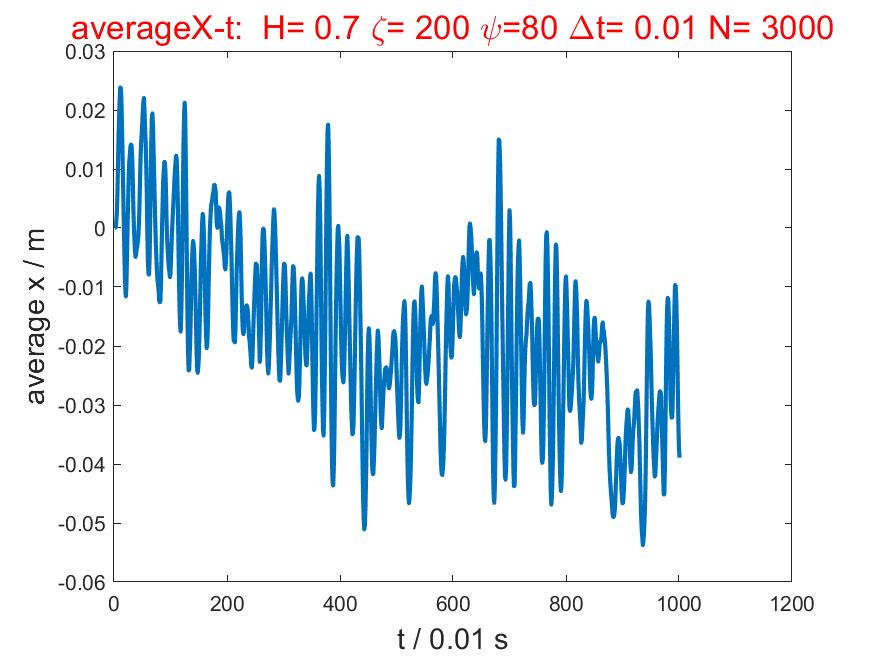 averageX-t: H= 0.7 ζ= 200 ψ=80 Δt= 0.01 N= 3000
0.03
0.02
0.01
0
-0.01
-0.02
-0.03
-0.04
-0.05
-0.06
average x / m
0 200 400 600 800 1000 1200
t / 0.01 s